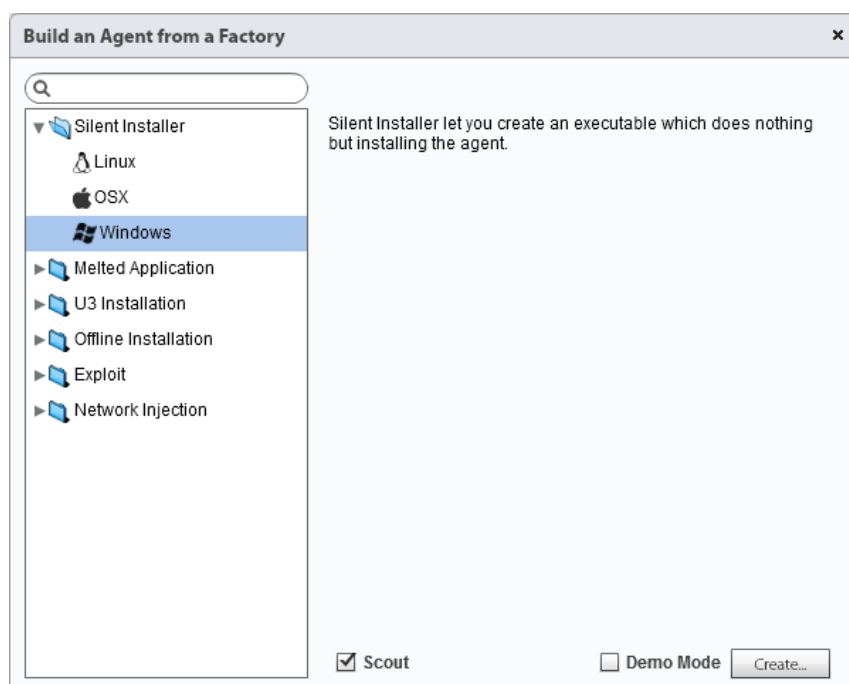 Build an Agent from a Factory
Silent Installer
Linux
OSX
Windows
Melted Application
U3 Installation
Offline Installation
Exploit
Network Injection
Silent Installer let you create an executable which does nothing
but installing the agent.
Scout
Demo Mode
Create...